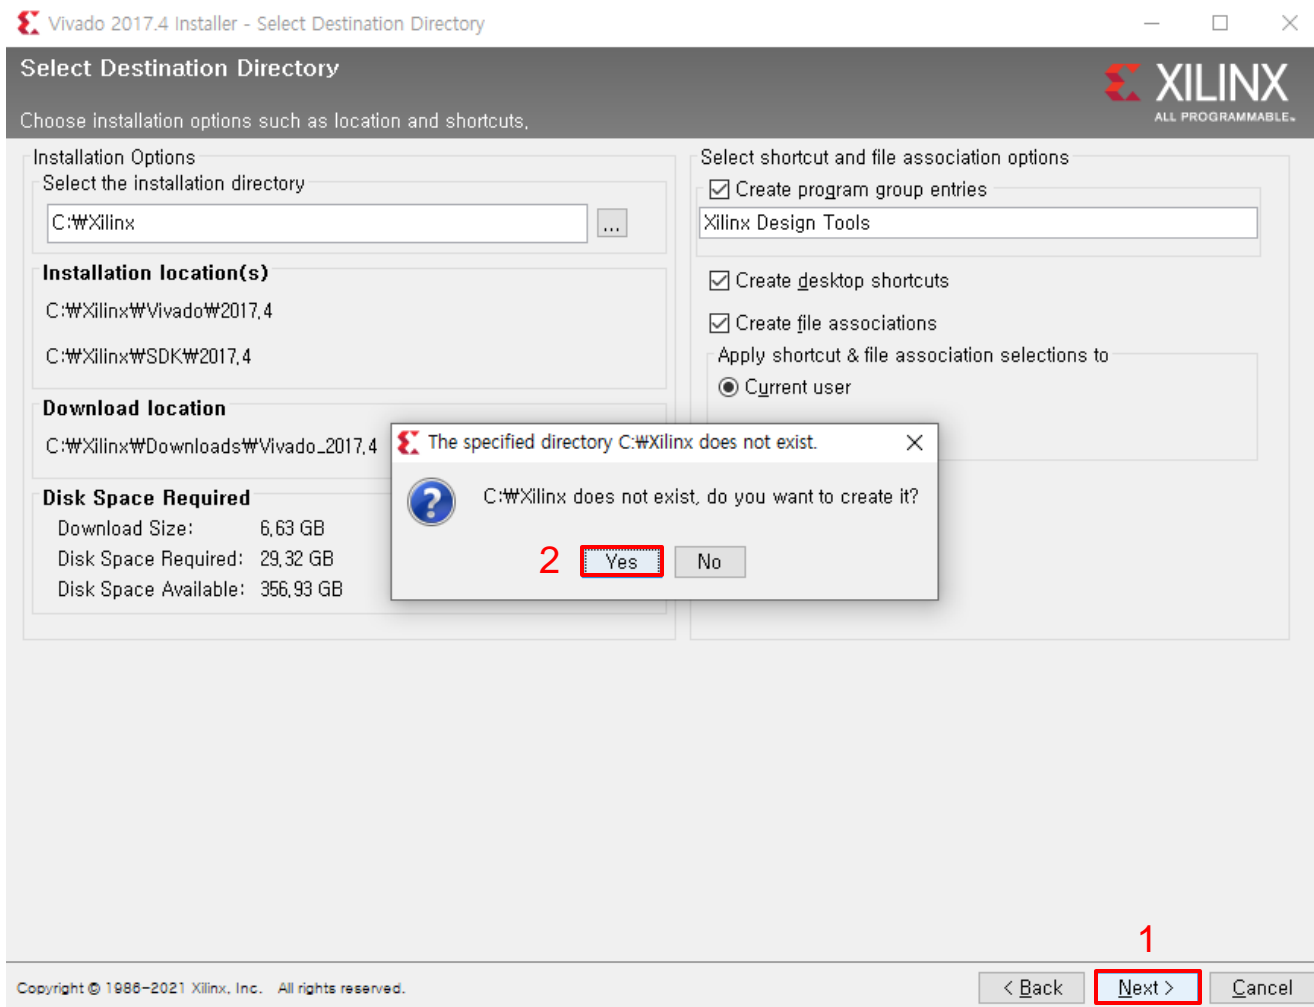 Vivado 2017.4 Installer - Select Destination Directory
Select Destination Directory
XILINX
ALL PROGRAMMABLE™
Choose installation options such as location and shortcuts.
Installation Options
Select the installation directory
C:₩Xilinx
...
Installation location(s)
C:₩Xilinx₩Vivado₩2017.4
C:₩Xilinx₩SDK₩2017.4
Download location
C:₩Xilinx₩Downloads₩Vivado_2017.4
Disk Space Required
Download Size: 6.63 GB
Disk Space Required: 29.32 GB
Disk Space Available: 356.93 GB
Select shortcut and file association options
Create program group entries
Xilinx Design Tools
Create desktop shortcuts
Create file associations
Apply shortcut & file association selections to
Current user
The specified directory C:₩Xilinx does not exist.
C:₩Xilinx does not exist, do you want to create it?
2 Yes No
1
Copyright © 1986-2021 Xilinx, Inc. All rights reserved.
< Back Next > Cancel